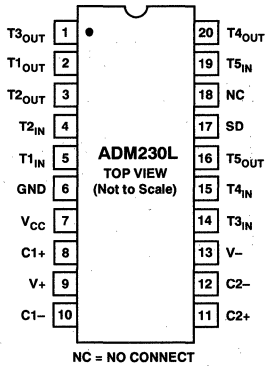 T3OUT 1 20 T4OUT
T1OUT 2 19 T5IN
T2OUT 3 18 NC
T2IN 4 17 SD
T1IN 5 ADM230L 16 T5OUT
TOP VIEW
GND 6 (Not to Scale) 15 T4IN
VCC 7 14 T3IN
C1+ 8 13 V–
V+ 9 12 C2–
C1– 10 11 C2+
NC = NO CONNECT